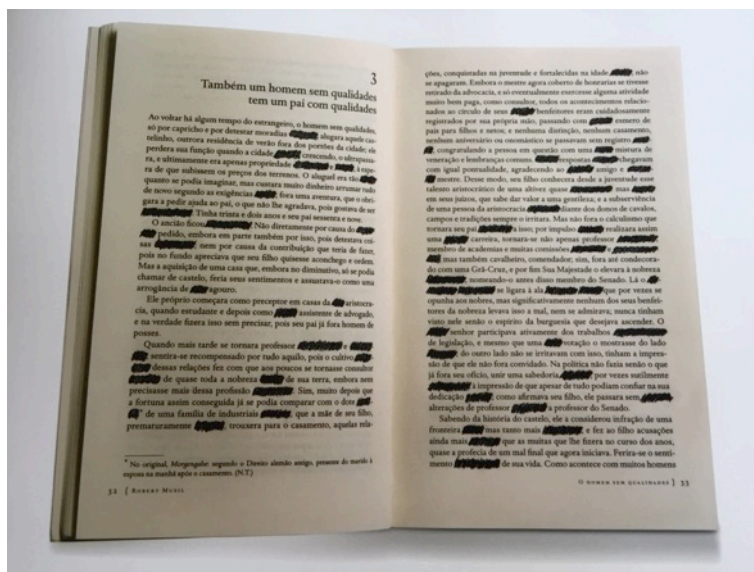 3
Também um homem sem qualidades
tem um pai com qualidades
Ao voltar há algum tempo do estrangeiro, o homem sem qualidades,
só por capricho e por detestar moradias alugara aquele cas-
telinho, outrora residência de verão fora dos portões da cidade; ele
perdera sua função quando a cidade crescendo, o ultrapassa-
ra, e ultimamente era apenas propriedade e à espe-
ra de que subissem os preços dos terrenos. O aluguel era tão
quanto se podia imaginar, mas custara muito dinheiro arrumar tudo
de novo segundo as exigências fora uma aventura, que o obri-
gara a pedir ajuda ao pai, o que não lhe agradava, pois gostava de ser
Tinha trinta e dois anos e seu pai sessenta e nove.
O ancião ficou Não diretamente por causa do
pedido, embora em parte também por isso, pois detestava coi-
sas nem por causa da contribuição que teria de fazer,
pois no fundo apreciava que seu filho quisesse aconchego e ordem.
Mas a aquisição de uma casa que, embora no diminutivo, só se podia
chamar de castelo, feria seus sentimentos e assustava-o como uma
arrogância de agouro.
Ele próprio começara como preceptor em casas da aristocra-
cia, quando estudante e depois como assistente de advogado,
e na verdade fizera isso sem precisar, pois seu pai já fora homem de
posses.
Quando mais tarde se tornara professor e
sentira-se recompensado por tudo aquilo, pois o cultivo
dessas relações fez com que aos poucos se tornasse consultor
de quase toda a nobreza de sua terra, embora nem
precisasse mais dessa profissão Sim, muito depois que
a fortuna assim conseguida já se podia comparar com o dote
* de uma família de industriais que a mãe de seu filho,
prematuramente trouxera para o casamento, aquelas rela-
* No original, Morgengabe: segundo o Direito alemão antigo, presente do marido à
esposa na manhã após o casamento. (N.T.)
32 [ Robert Musil
ções, conquistadas na juventude e fortalecidas na idade não
se apagaram. Embora o mestre agora coberto de honrarias se tivesse
retirado da advocacia, e só eventualmente exercesse alguma atividade
muito bem paga, como consultor, todos os acontecimentos relacio-
nados ao círculo de seus benfeitores eram cuidadosamente
registrados por sua própria mão, passando com esmero de
pais para filhos e netos; e nenhuma distinção, nenhum casamento,
nenhum aniversário ou onomástico se passavam sem registro
congratulando a pessoa em questão com uma mistura de
veneração e lembranças comuns. respostas chegavam
com igual pontualidade, agradecendo ao amigo e
mestre. Desse modo, seu filho conhecera desde a juventude esse
talento aristocrático de uma altivez quase mas
em seus juízos, que sabe dar valor a uma gentileza; e a subserviência
de uma pessoa da aristocracia diante dos donos de cavalos,
campos e tradições sempre o irritara. Mas não fora o calculismo que
tornara seu pai a isso; por impulso realizara assim
uma carreira, tornara-se não apenas professor
membro de academias e muitas comissões e
mas também cavalheiro, comendador; sim, fora até condecora-
do com uma Grã-Cruz, e por fim Sua Majestade o elevara à nobreza
nomeando-o antes disso membro do Senado. Lá o
se ligara à ala que por vezes se
opunha aos nobres, mas significativamente nenhum dos seus benfei-
tores da nobreza levava isso a mal, nem se admirava; nunca tinham
visto nele senão o espírito da burguesia que desejava ascender. O
senhor participava ativamente dos trabalhos
de legislação, e mesmo que uma votação o mostrasse do lado
do outro lado não se irritavam com isso, tinham a impres-
são de que ele não fora convidado. Na política não fazia senão o que
já fora seu ofício, unir uma sabedoria por vezes sutilmente
a impressão de que apesar de tudo podiam confiar na sua
dedicação como afirmava seu filho, ele passara sem
alterações de professor a professor do Senado.
Sabendo da história do castelo, ele a considerou infração de uma
fronteira mas tanto mais e fez ao filho acusações
ainda mais que as muitas que lhe fizera no curso dos anos,
quase a profecia de um mal final que agora iniciava. Ferira-se o senti-
mento de sua vida. Como acontece com muitos homens
O homem sem qualidades ] 33